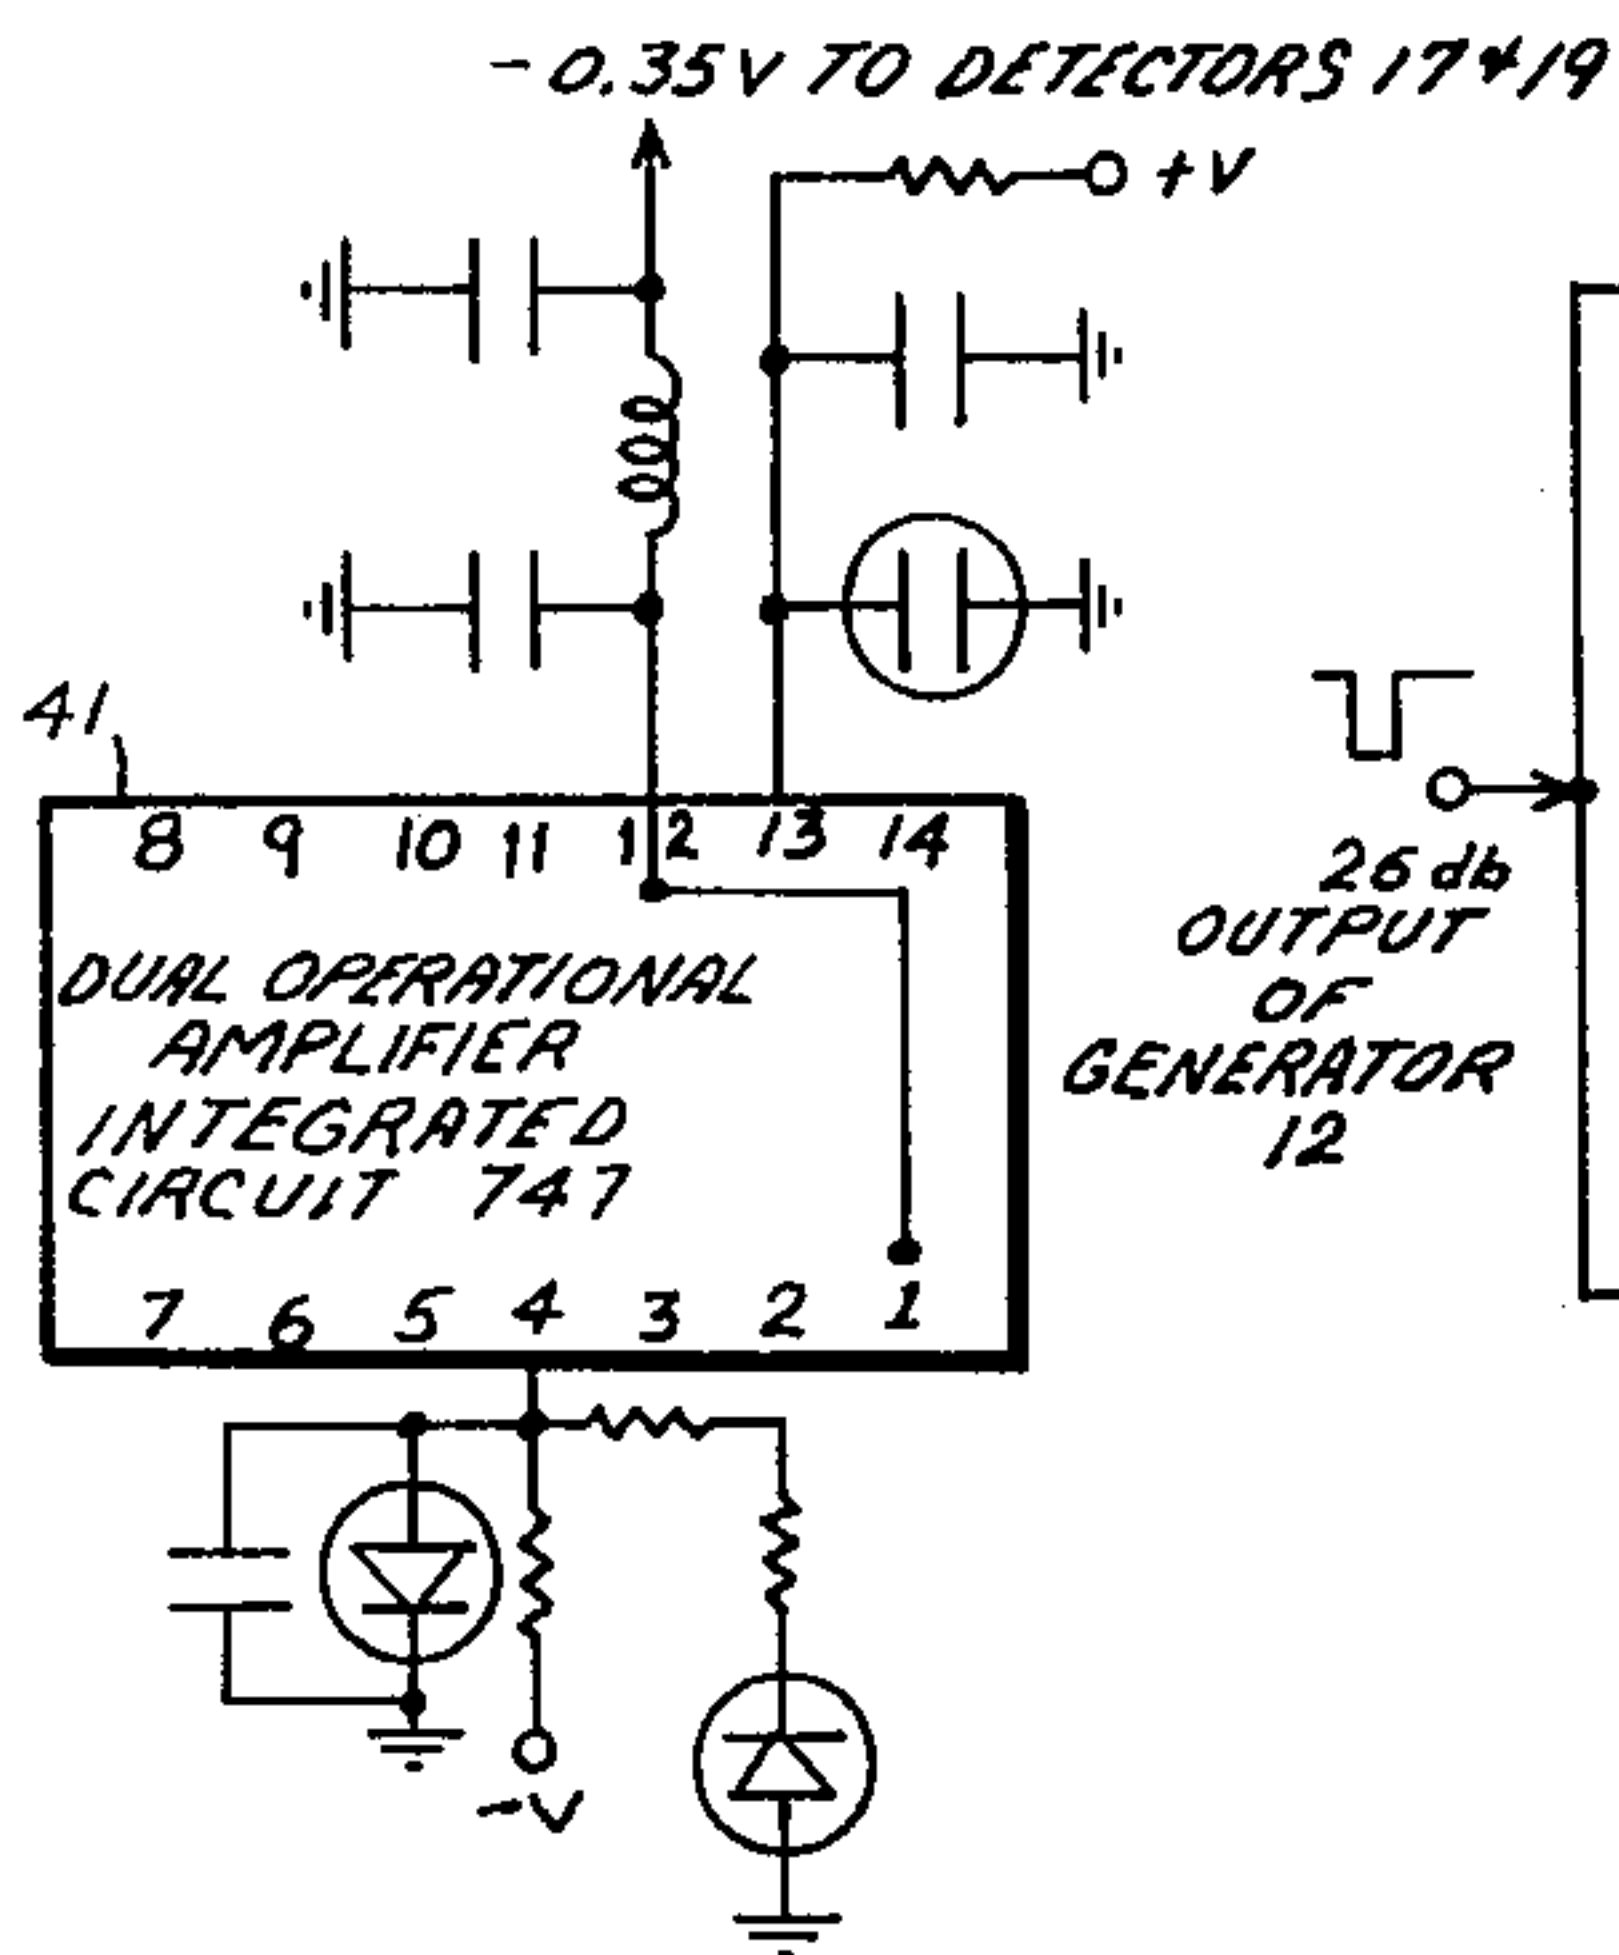 -0.35V TO DETECTORS 17 & 19
+V
41
8 9 10 11 12 13 14
DUAL OPERATIONAL
AMPLIFIER
INTEGRATED
CIRCUIT 747
7 6 5 4 3 2 1
26 db
OUTPUT
OF
GENERATOR
12
-V